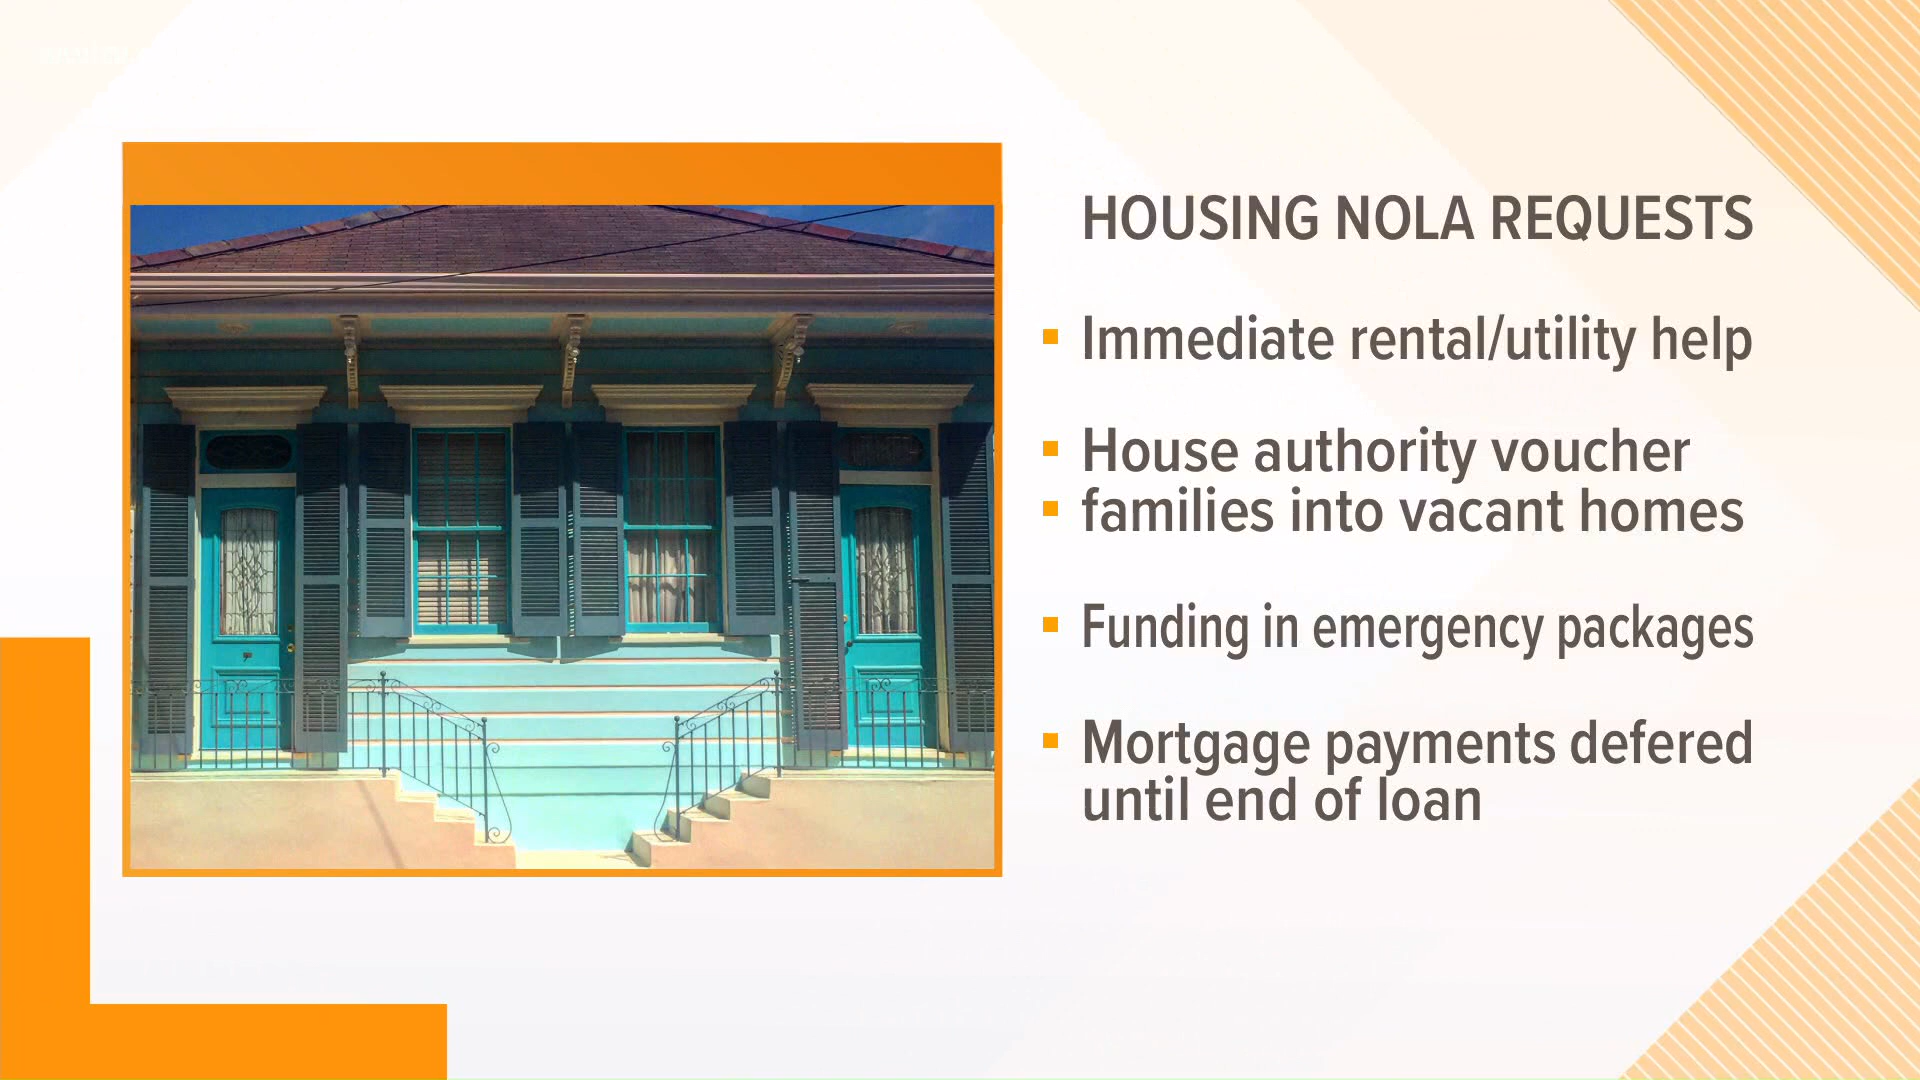 HOUSING NOLA REQUESTS
Immediate rental/utility help
House authority voucher
families into vacant homes
Funding in emergency packages
Mortgage payments defered
until end of loan